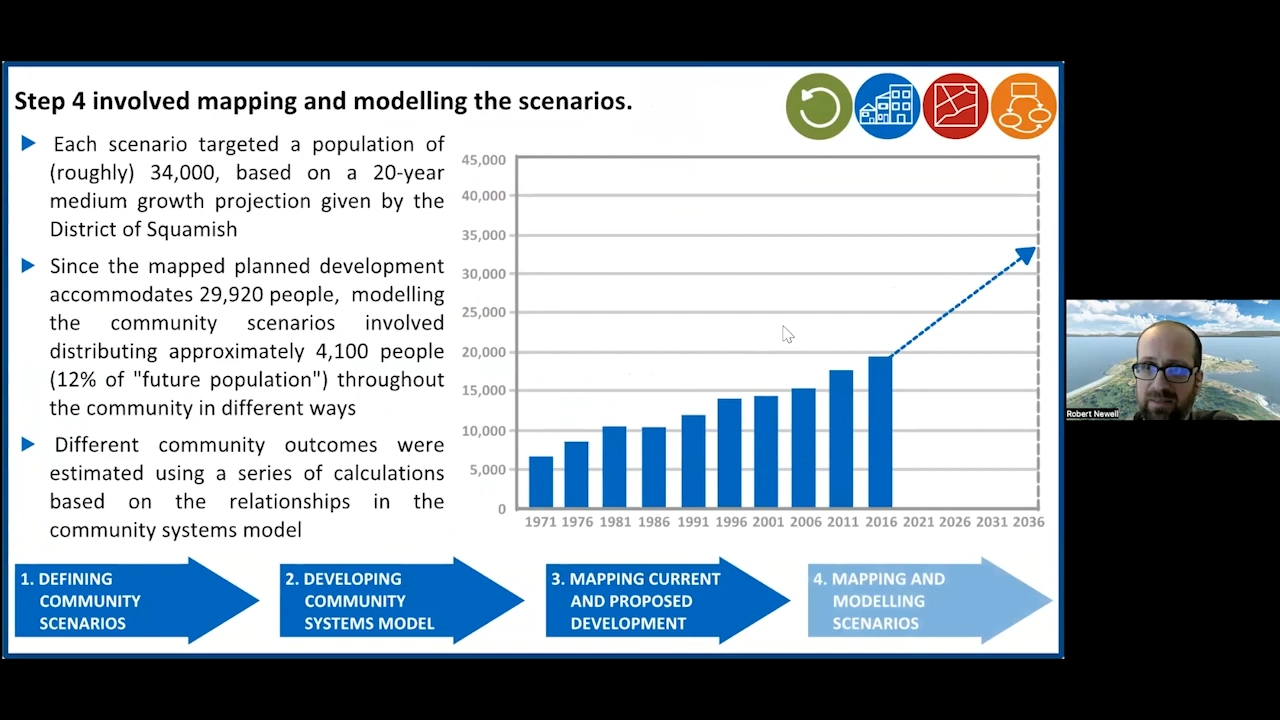 Step 4 involved mapping and modelling the scenarios.
Each scenario targeted a population of
(roughly) 34,000, based on a 20-year
medium growth projection given by the
District of Squamish
Since the mapped planned development
accommodates 29,920 people, modelling
the community scenarios involved
distributing approximately 4,100 people
(12% of "future population") throughout
the community in different ways
Different community outcomes were
estimated using a series of calculations
based on the relationships in the
community systems model
45,000
40,000
35,000
30,000
25,000
20,000
15,000
10,000
5,000
0
1971 1976 1981 1986 1991 1996 2001 2006 2011 2016 2021 2026 2031 2036
1. DEFINING
COMMUNITY
SCENARIOS
2. DEVELOPING
COMMUNITY
SYSTEMS MODEL
3. MAPPING CURRENT
AND PROPOSED
DEVELOPMENT
4. MAPPING AND
MODELLING
SCENARIOS
Robert Newell